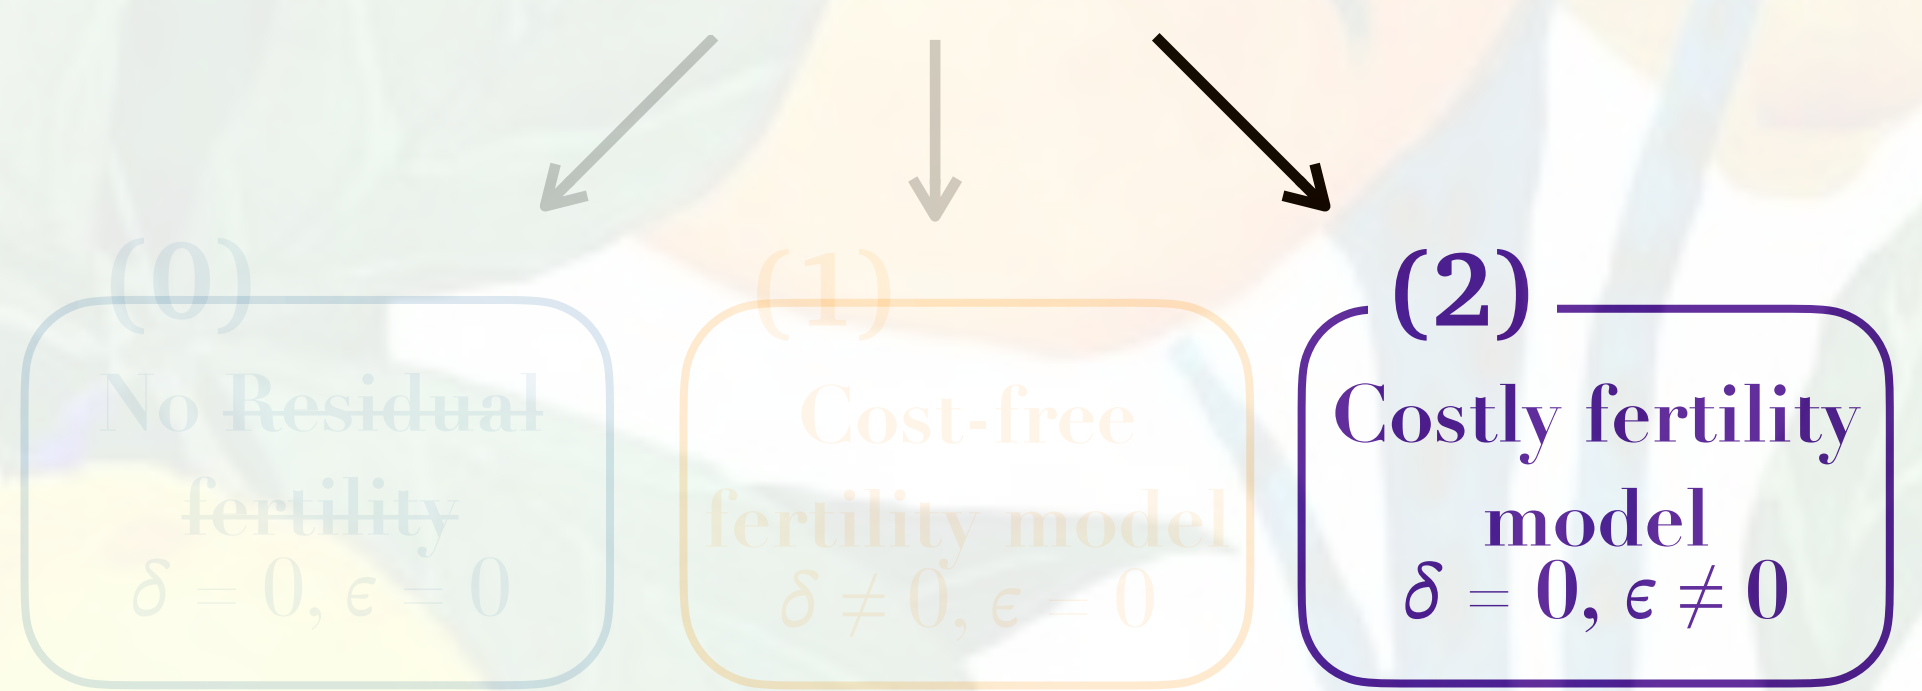 (0)
No Residual
fertility
δ = 0, ϵ = 0
(1)
Cost-free
fertility model
δ ≠ 0, ϵ = 0
(2)
Costly fertility
model
δ = 0, ϵ ≠ 0